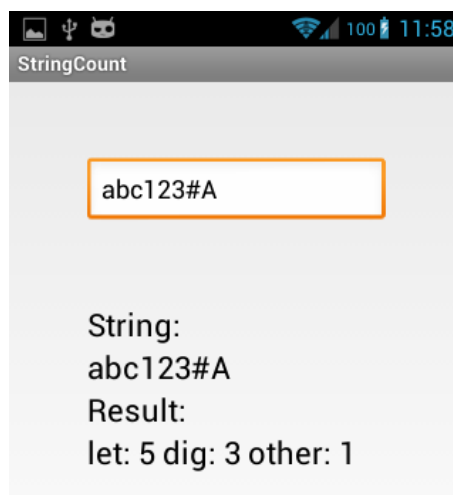 100 11:58
StringCount
abc123#A
String:
abc123#A
Result:
let: 5 dig: 3 other: 1